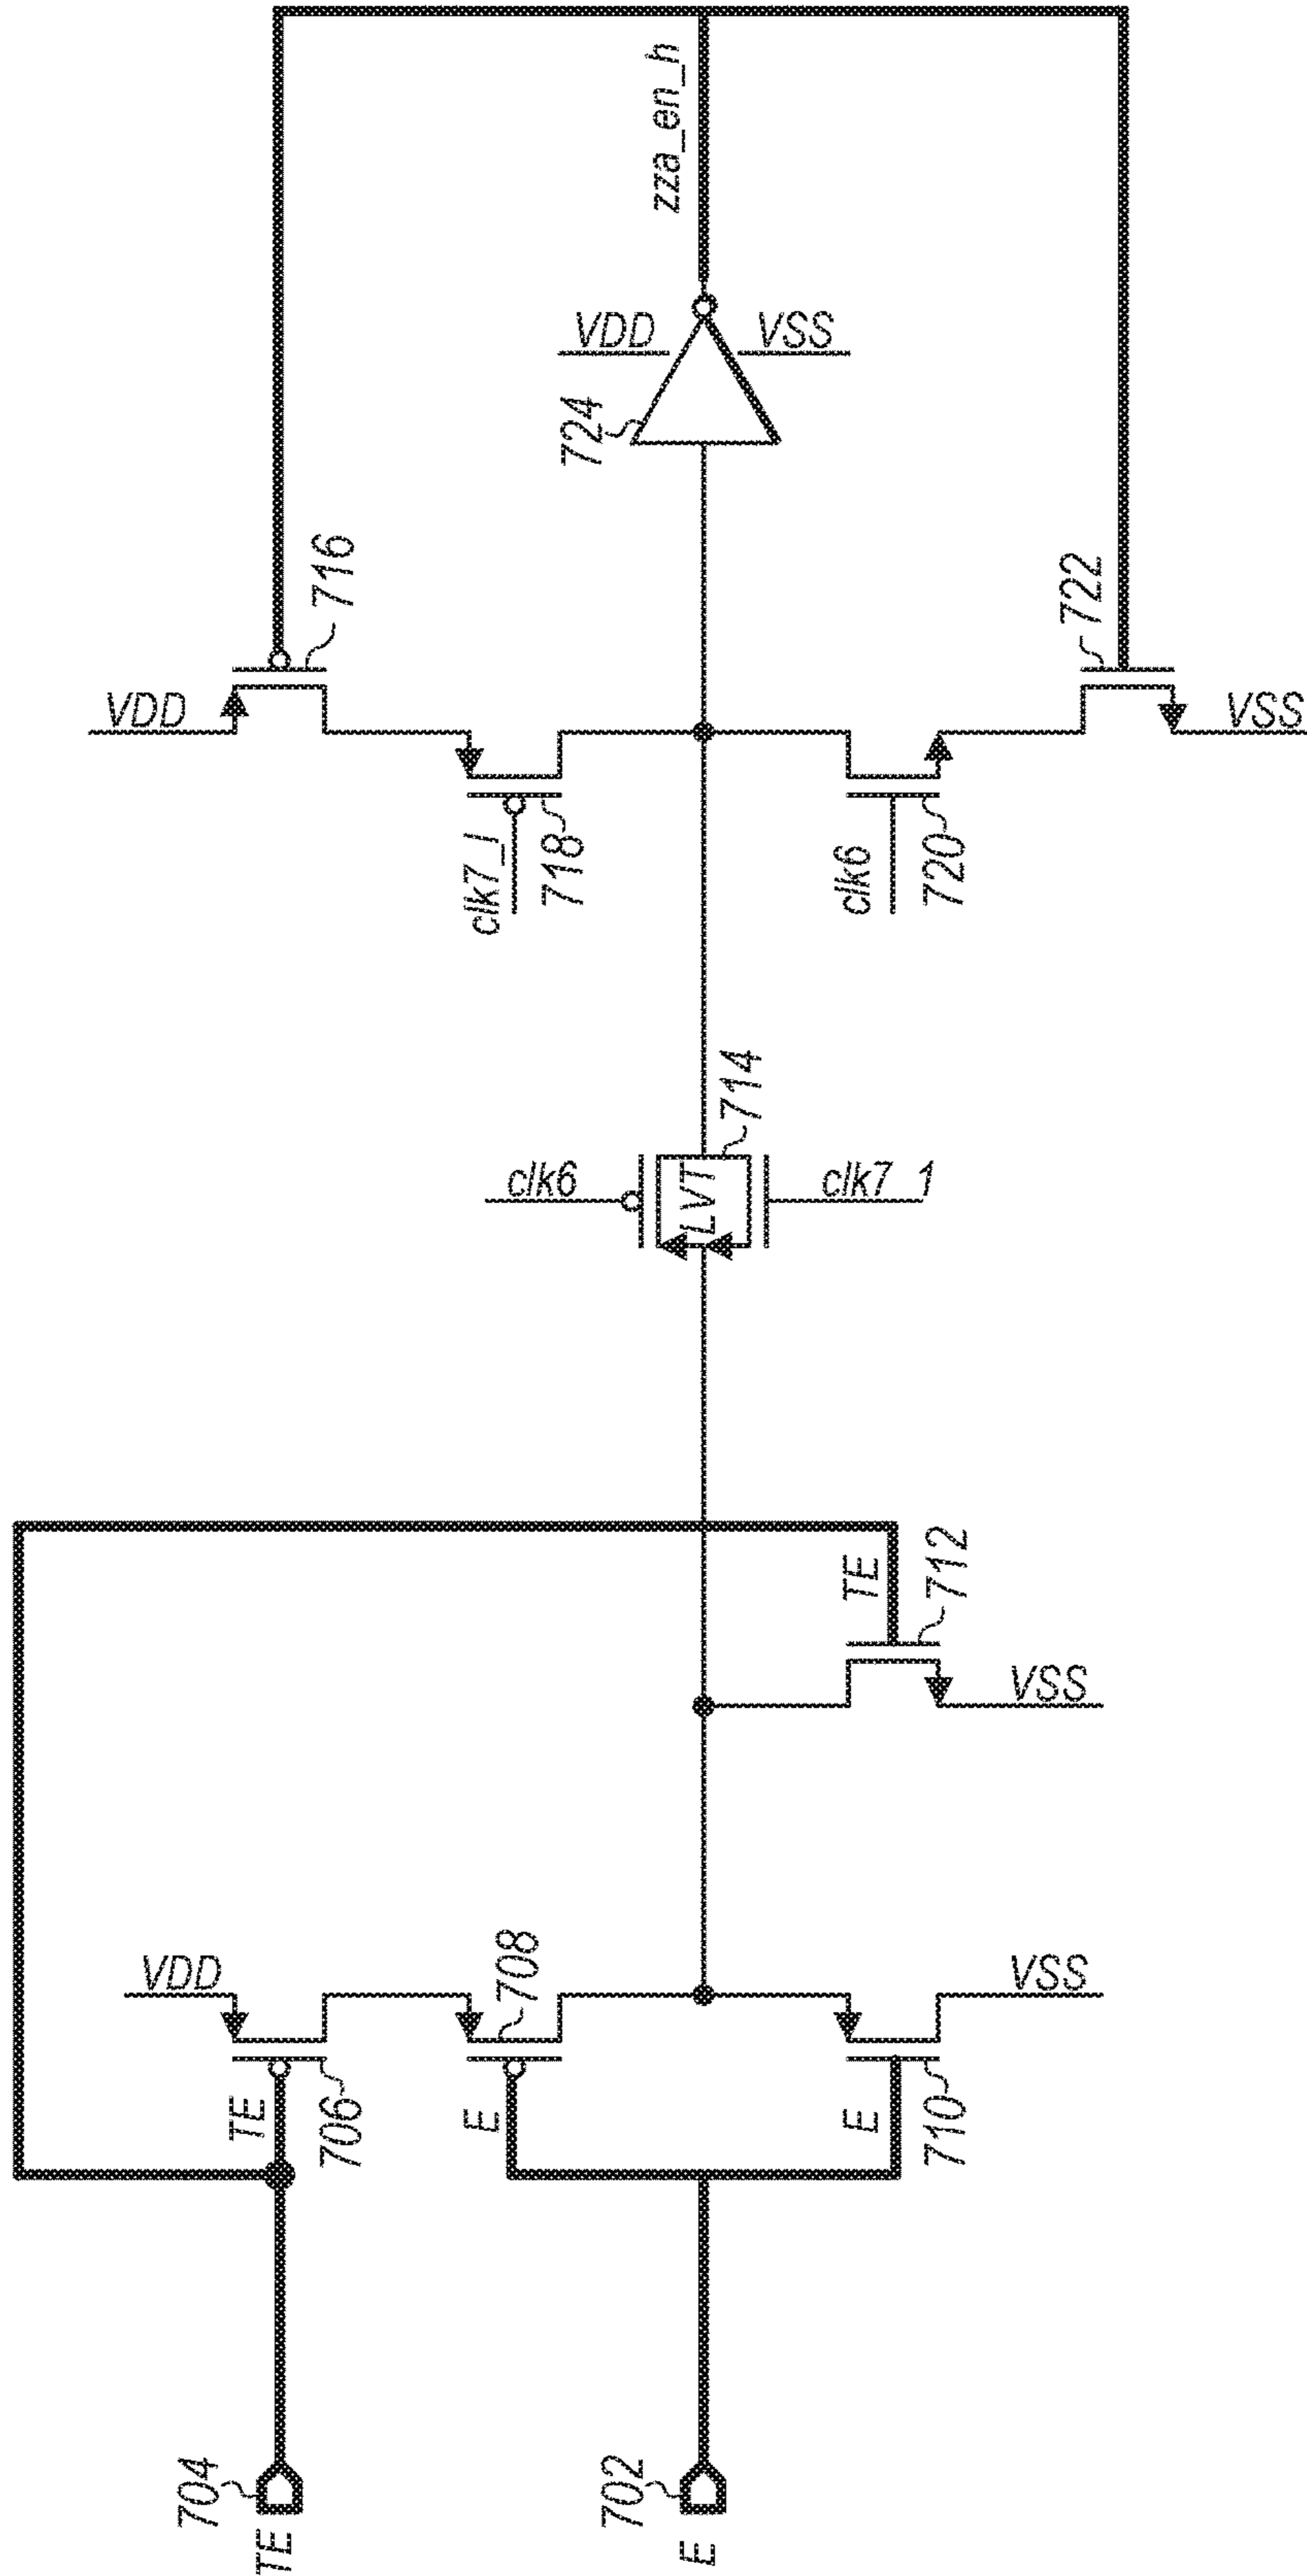 704
TE
702
E
VDD
TE
706
E
708
E
710
VSS
TE
712
VSS
clk6
LVT
714
clk7_1
VDD
716
clk7_l
718
clk6
720
722
VSS
724
VDD
VSS
zza_en_h